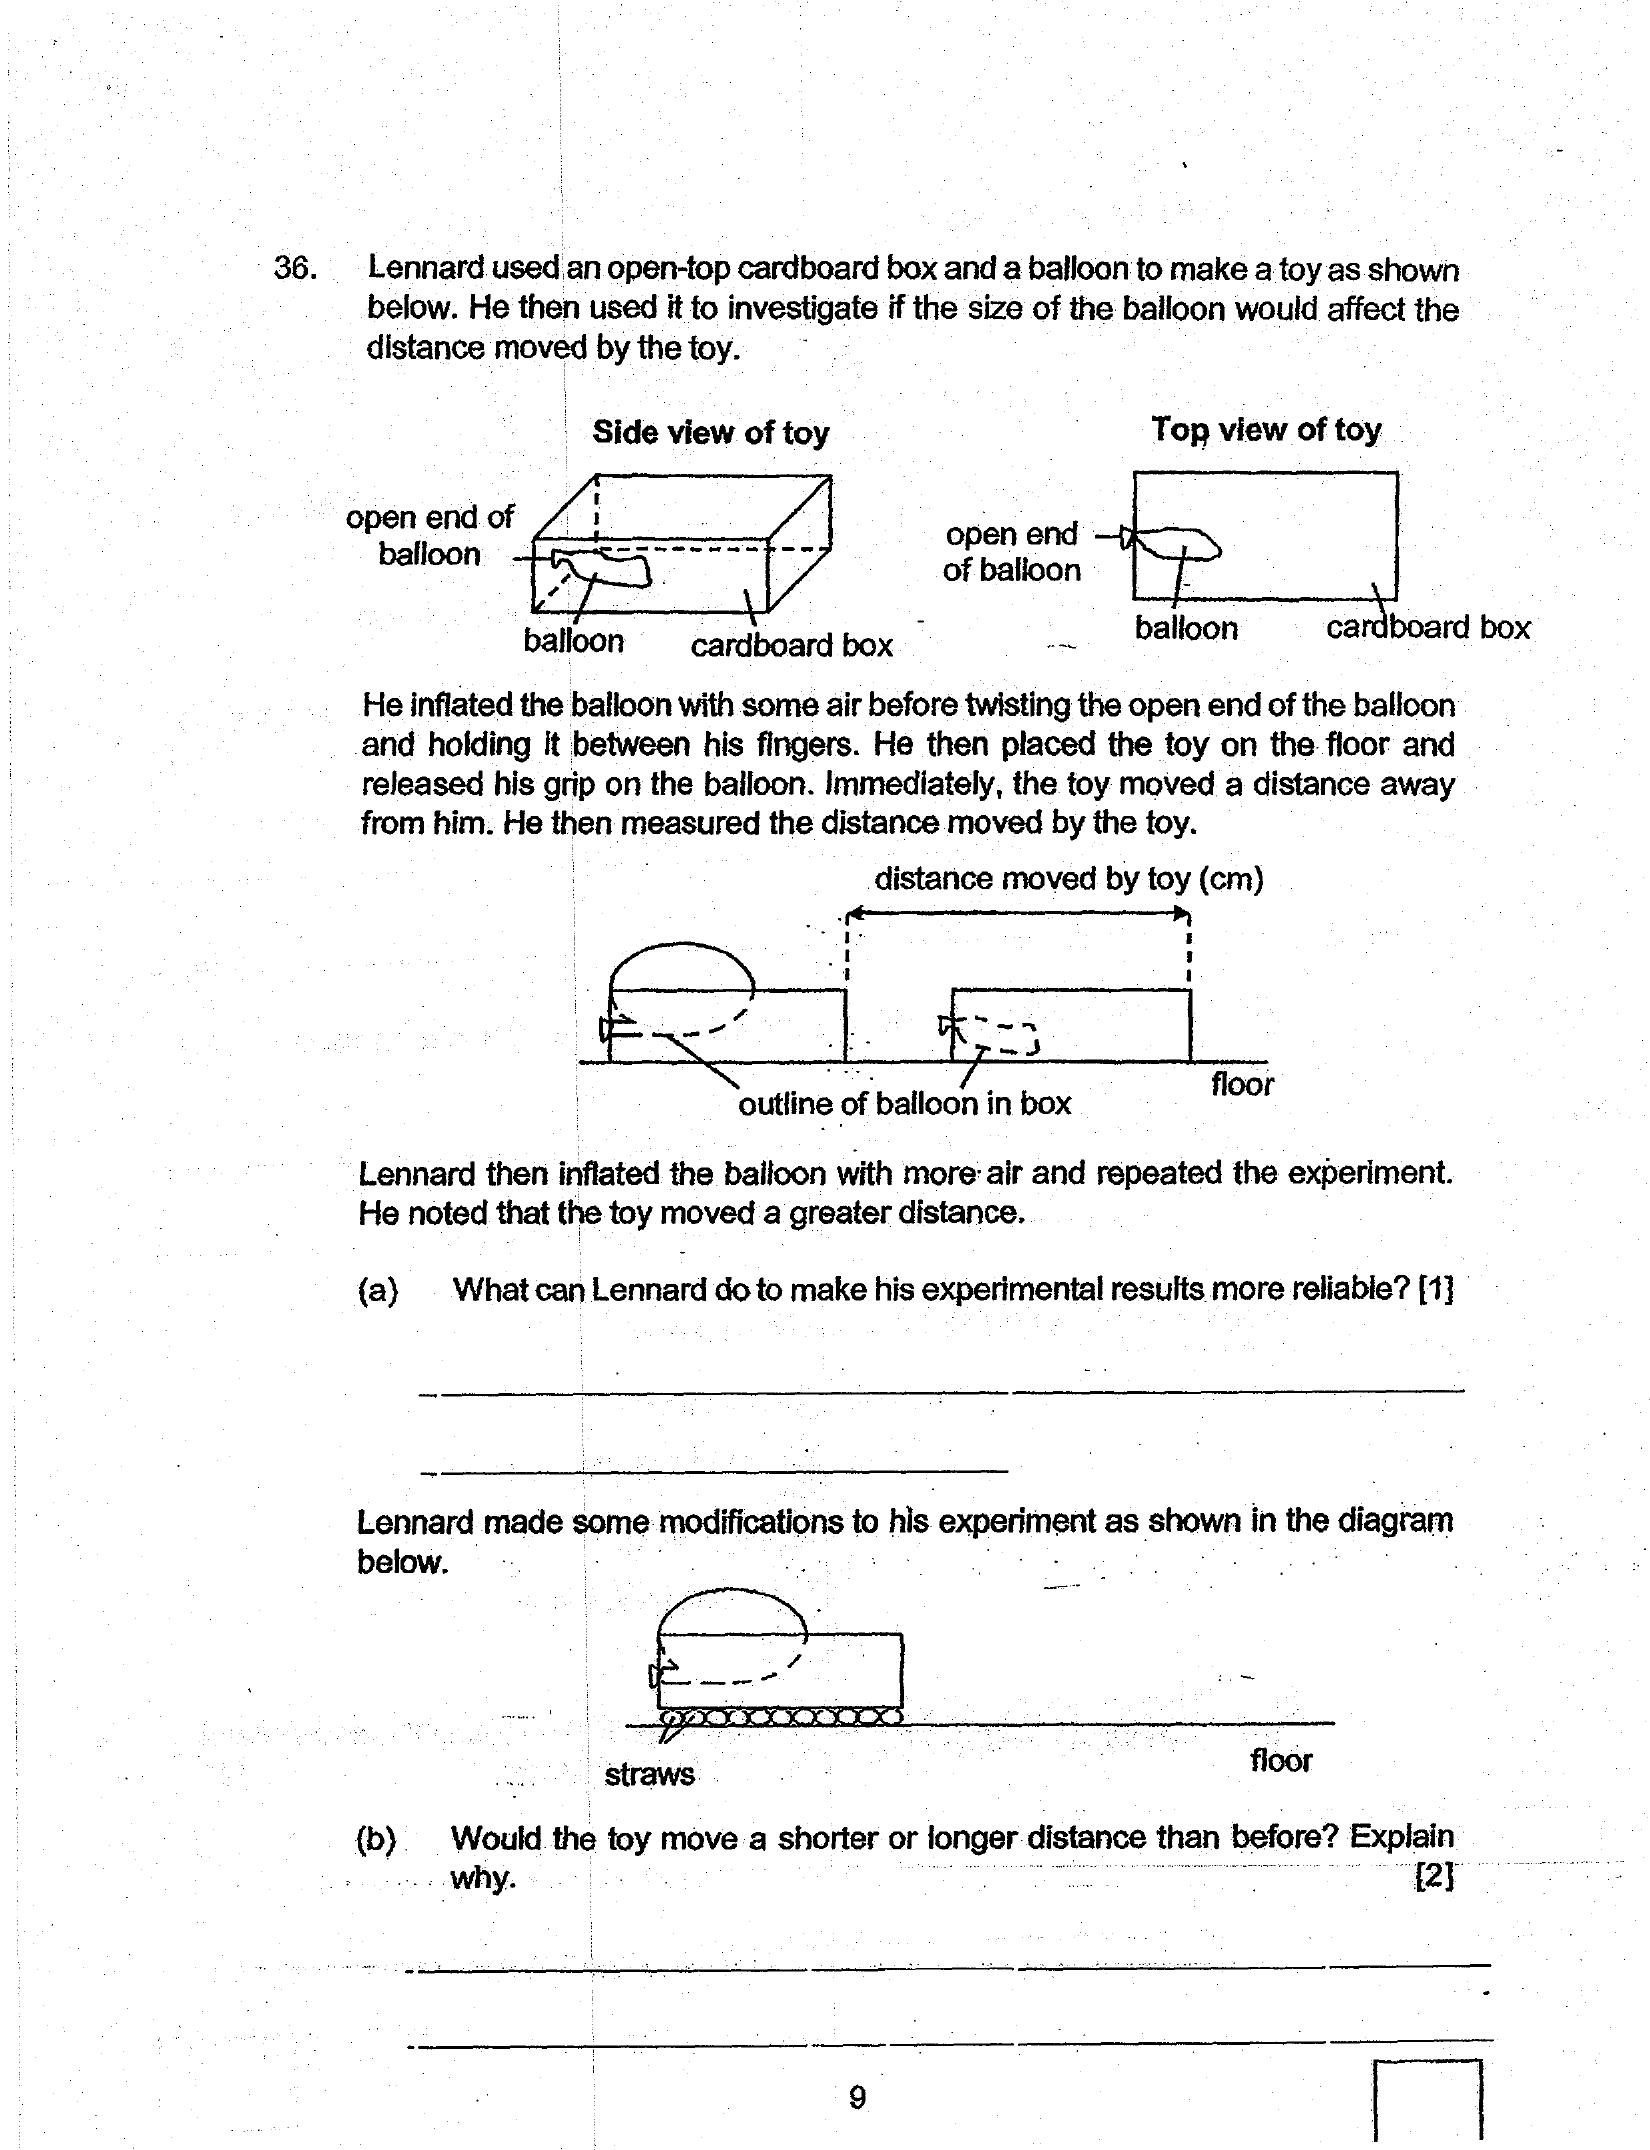 36. Lennard used an open-top cardboard box and a balloon to make a toy as shown
below. He then used it to investigate if the size of the balloon would affect the
distance moved by the toy.
Side view of toy
Top view of toy
open end of
balloon
balloon
cardboard box
open end
of balloon
balloon
cardboard box
He inflated the balloon with some air before twisting the open end of the balloon
and holding it between his fingers. He then placed the toy on the floor and
released his grip on the balloon. Immediately, the toy moved a distance away
from him. He then measured the distance moved by the toy.
distance moved by toy (cm)
floor
outline of balloon in box
Lennard then inflated the balloon with more air and repeated the experiment.
He noted that the toy moved a greater distance.
(a) What can Lennard do to make his experimental results more reliable? [1]
Lennard made some modifications to his experiment as shown in the diagram
below.
straws
floor
(b) Would the toy move a shorter or longer distance than before? Explain
why. [2]
9